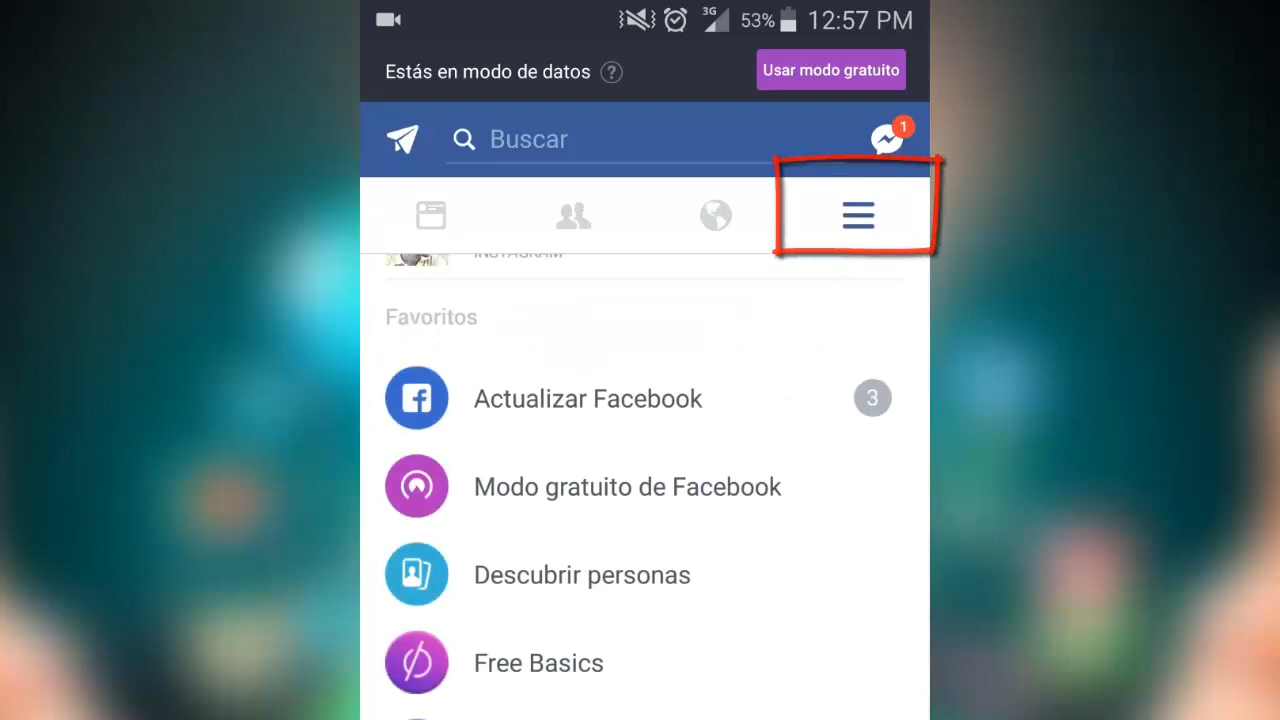 3G 53% 12:57 PM
Estás en modo de datos ?
Usar modo gratuito
Buscar
1
INSTAGRAM
Favoritos
Actualizar Facebook 3
Modo gratuito de Facebook
Descubrir personas
Free Basics